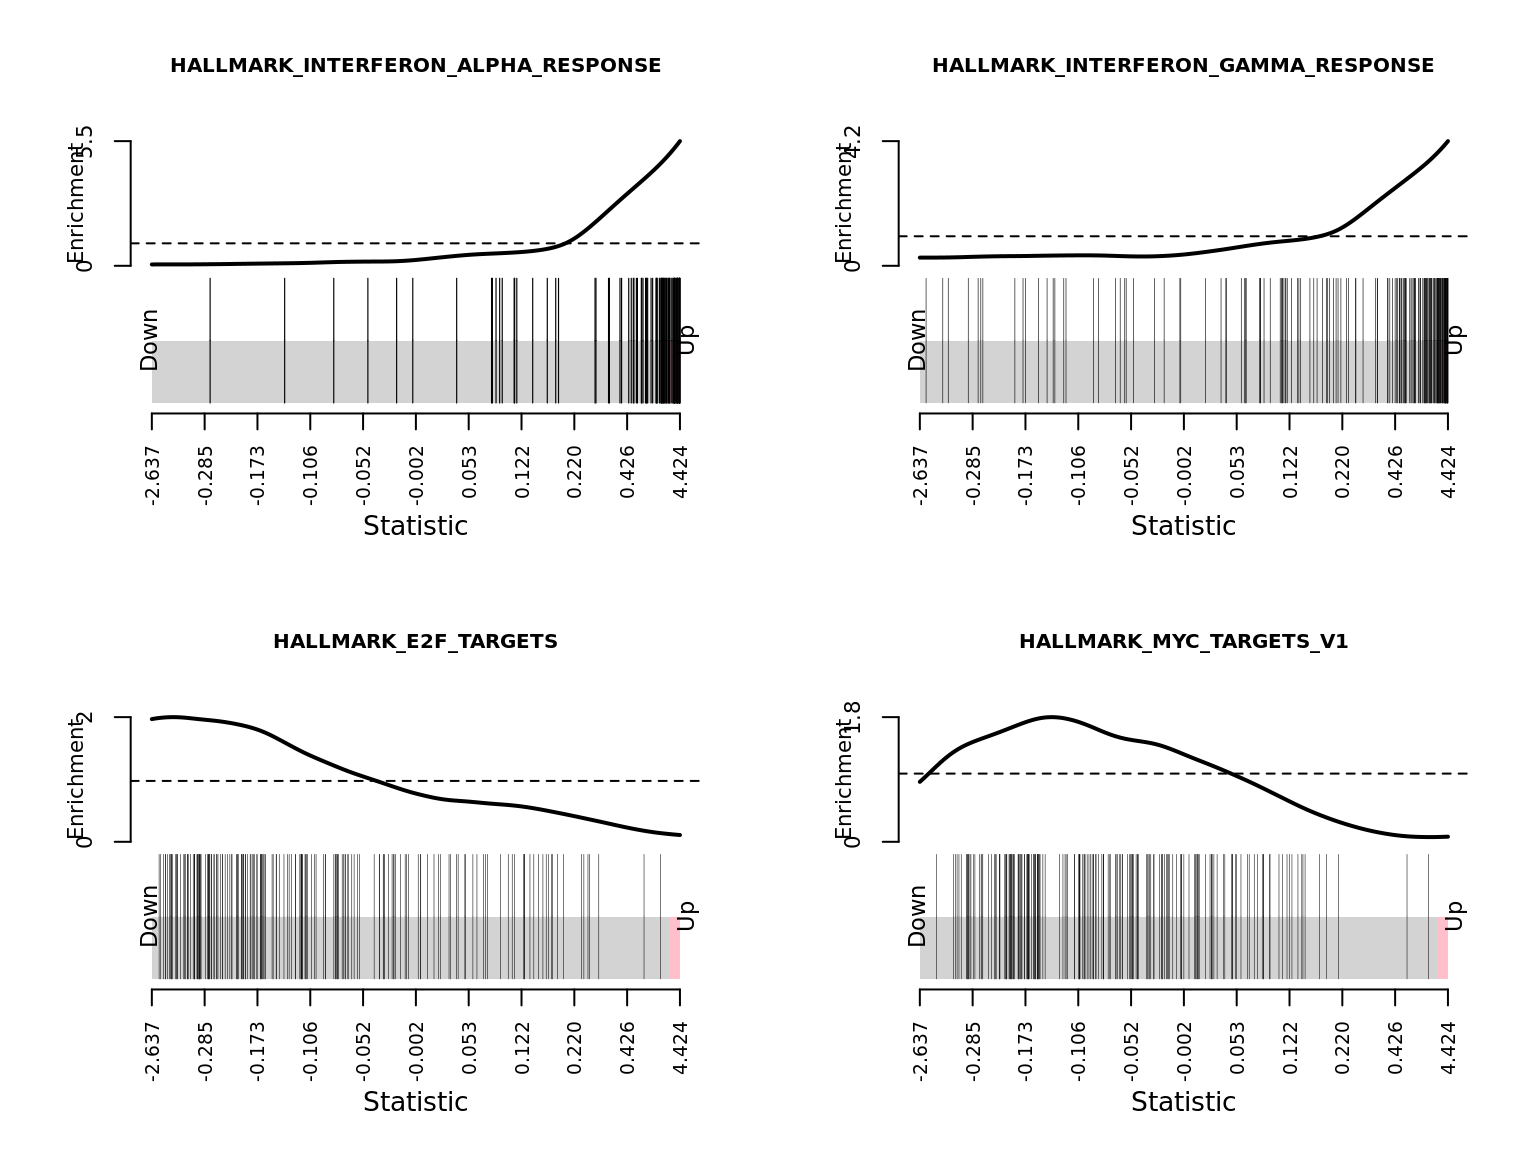 HALLMARK_INTERFERON_ALPHA_RESPONSE
Enrichment
0
5.5
Down
Up
-2.637
-0.285
-0.173
-0.106
-0.052
-0.002
0.053
0.122
0.220
0.426
4.424
Statistic
HALLMARK_INTERFERON_GAMMA_RESPONSE
Enrichment
0
4.2
Down
Up
-2.637
-0.285
-0.173
-0.106
-0.052
-0.002
0.053
0.122
0.220
0.426
4.424
Statistic
HALLMARK_E2F_TARGETS
Enrichment
0
2
Down
Up
-2.637
-0.285
-0.173
-0.106
-0.052
-0.002
0.053
0.122
0.220
0.426
4.424
Statistic
HALLMARK_MYC_TARGETS_V1
Enrichment
0
1.8
Down
Up
-2.637
-0.285
-0.173
-0.106
-0.052
-0.002
0.053
0.122
0.220
0.426
4.424
Statistic